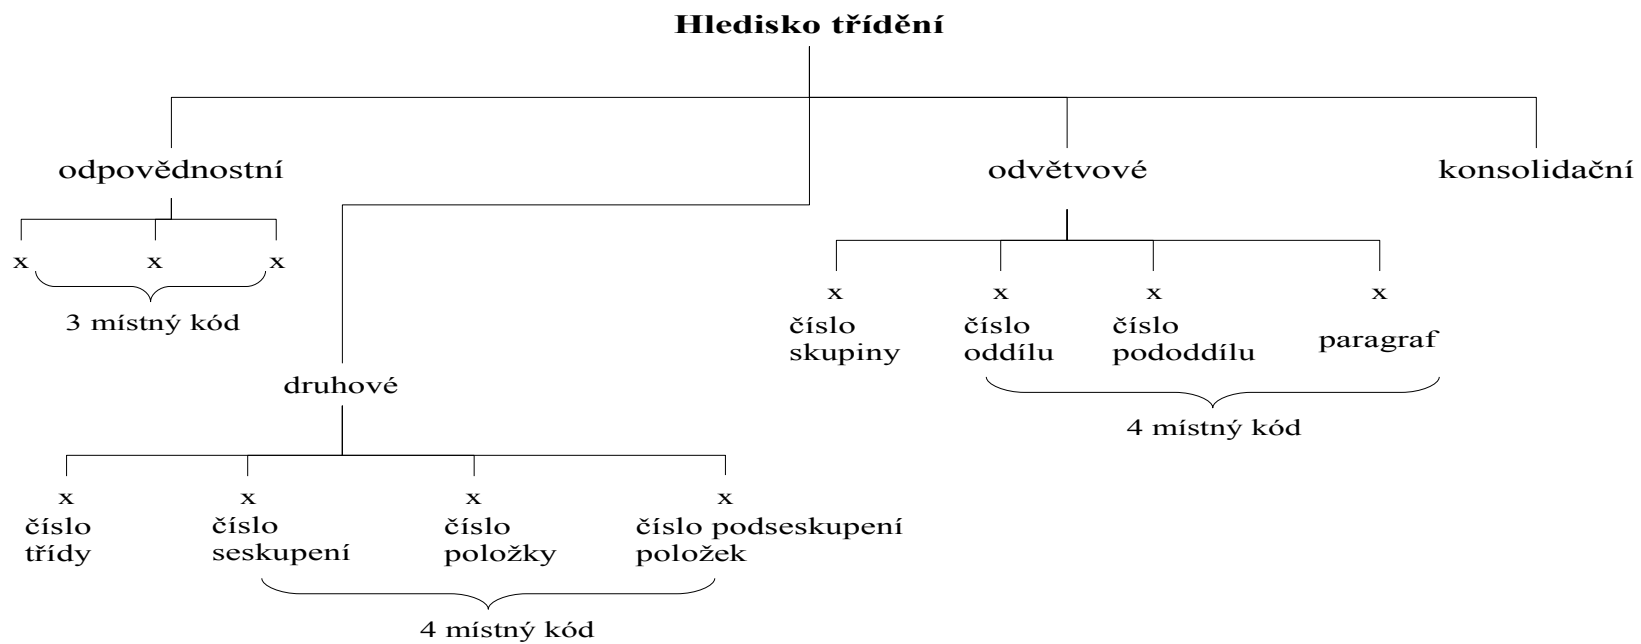 Hledisko třídění
odpovědnostní
odvětvové
konsolidační
x x x
3 místný kód
x x x x
číslo
skupiny
číslo
oddílu
číslo
pododdílu
paragraf
4 místný kód
druhové
x x x x
číslo
třídy
číslo
seskupení
číslo
položky
číslo podseskupení
položek
4 místný kód